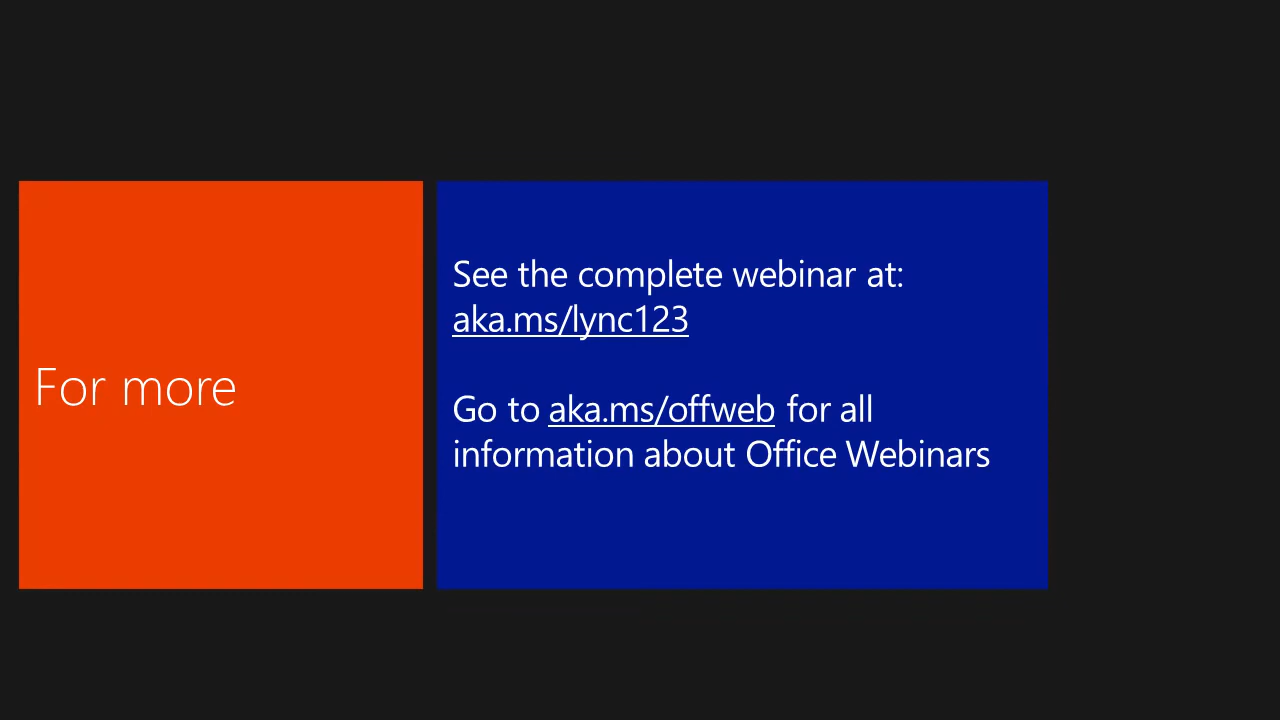 For more
See the complete webinar at:
aka.ms/lync123
Go to aka.ms/offweb for all
information about Office Webinars